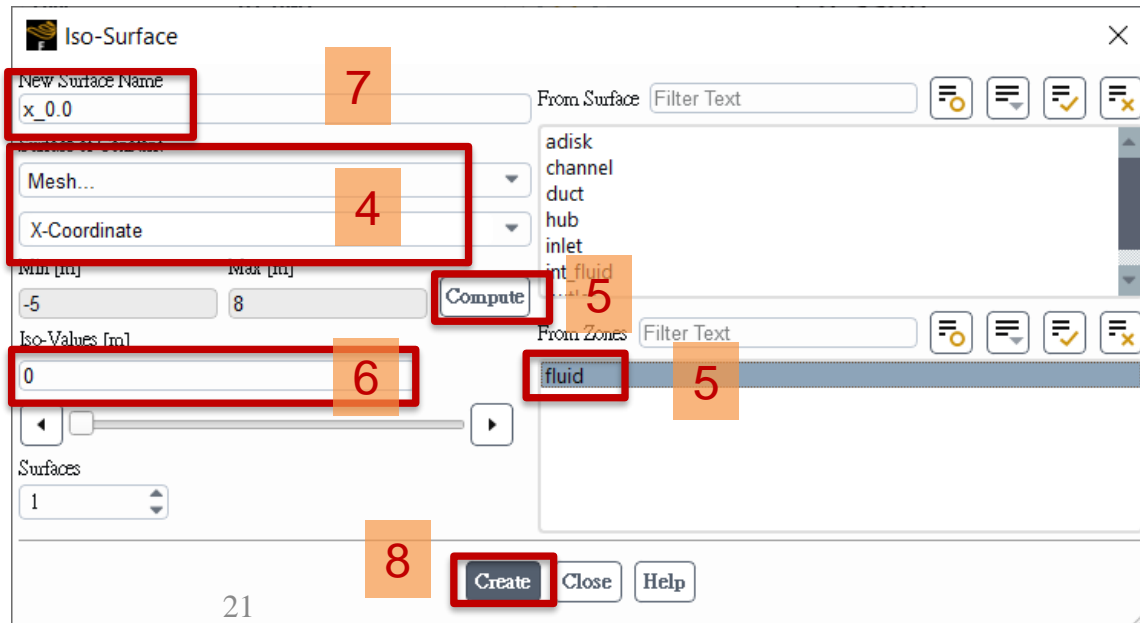 Iso-Surface
New Surface Name
7
x_0.0
From Surface
Filter Text
adisk
channel
duct
hub
inlet
int_fluid
Mesh...
4
X-Coordinate
Min [m]
Max [m]
-5
8
Compute
5
Iso-Values [m]
0
6
From Zones
Filter Text
fluid
5
Surfaces
1
8
Create
Close
Help
21